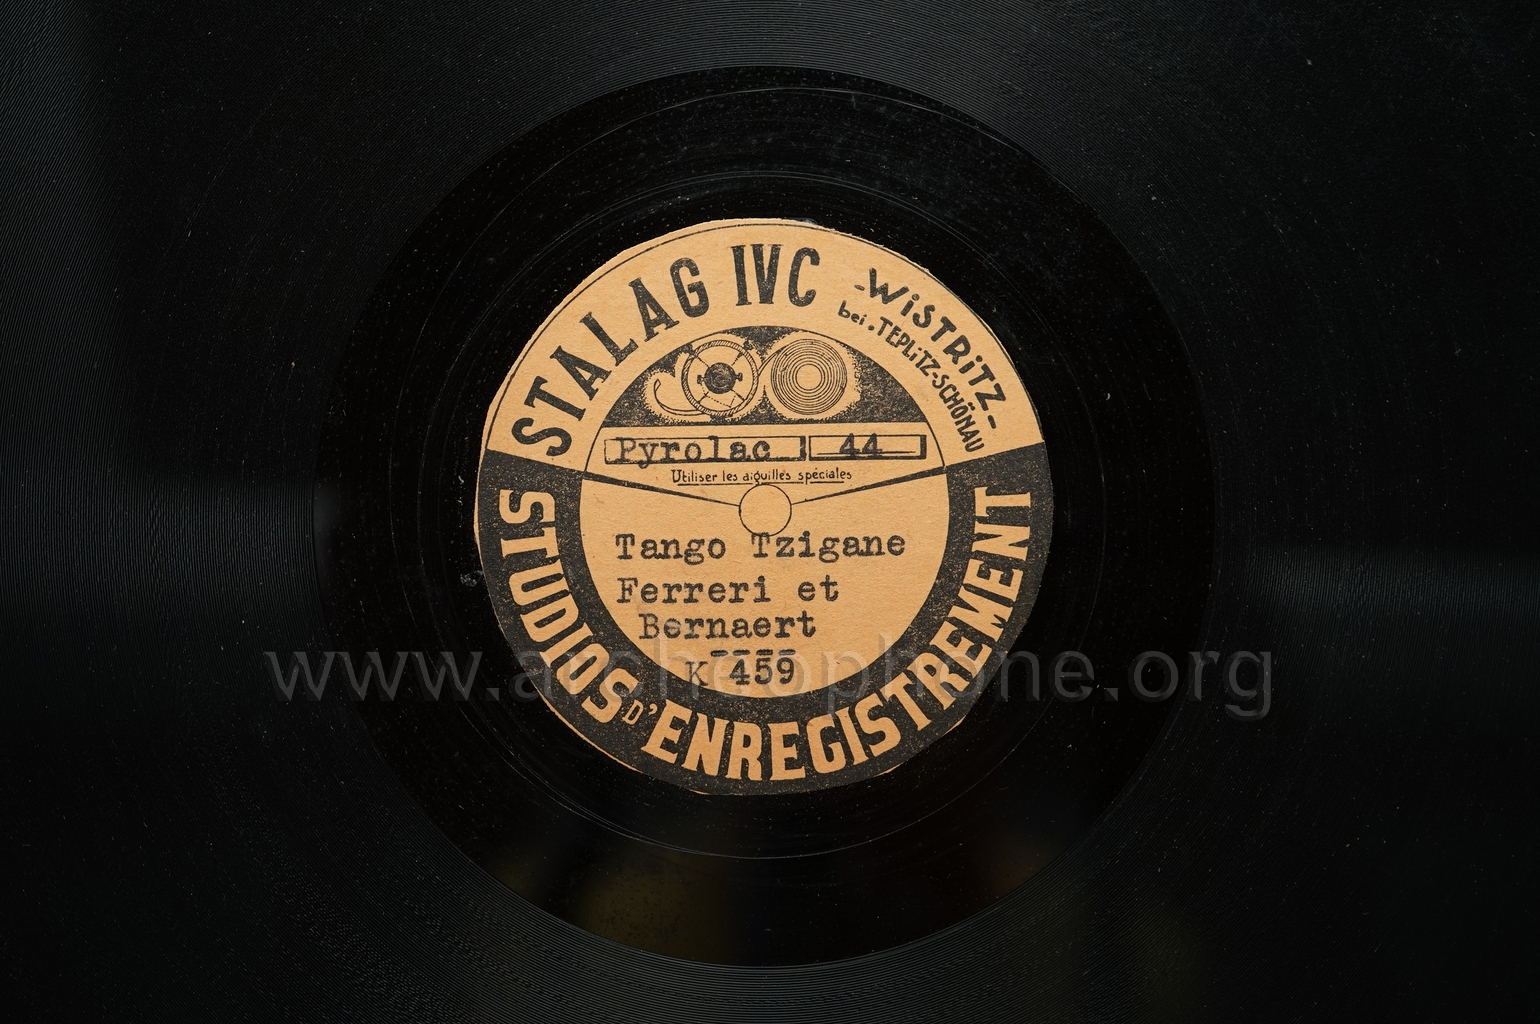 STALAG IVC
-WiSTRiTZ-
bei.TEPLiTZ-SCHÖNAU
Pyrolac 44
Utiliser les aiguilles spéciales
Tango Tzigane
Ferreri et
Bernaert
K 459
STUDIOS D'ENREGISTREMENT
www.archeophone.org